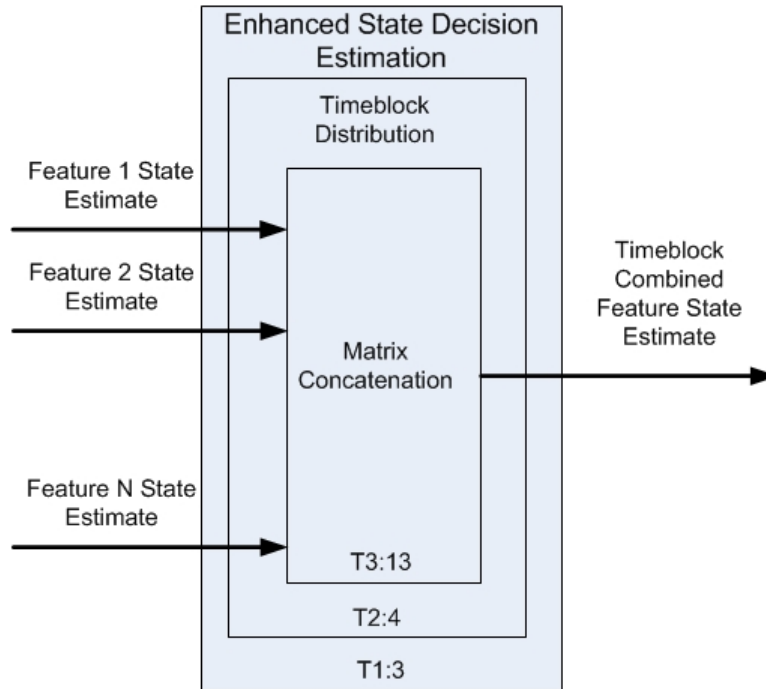 Enhanced State Decision
Estimation
Timeblock
Distribution
Feature 1 State
Estimate
Feature 2 State
Estimate
Feature N State
Estimate
Matrix
Concatenation
Timeblock
Combined
Feature State
Estimate
T3:13
T2:4
T1:3